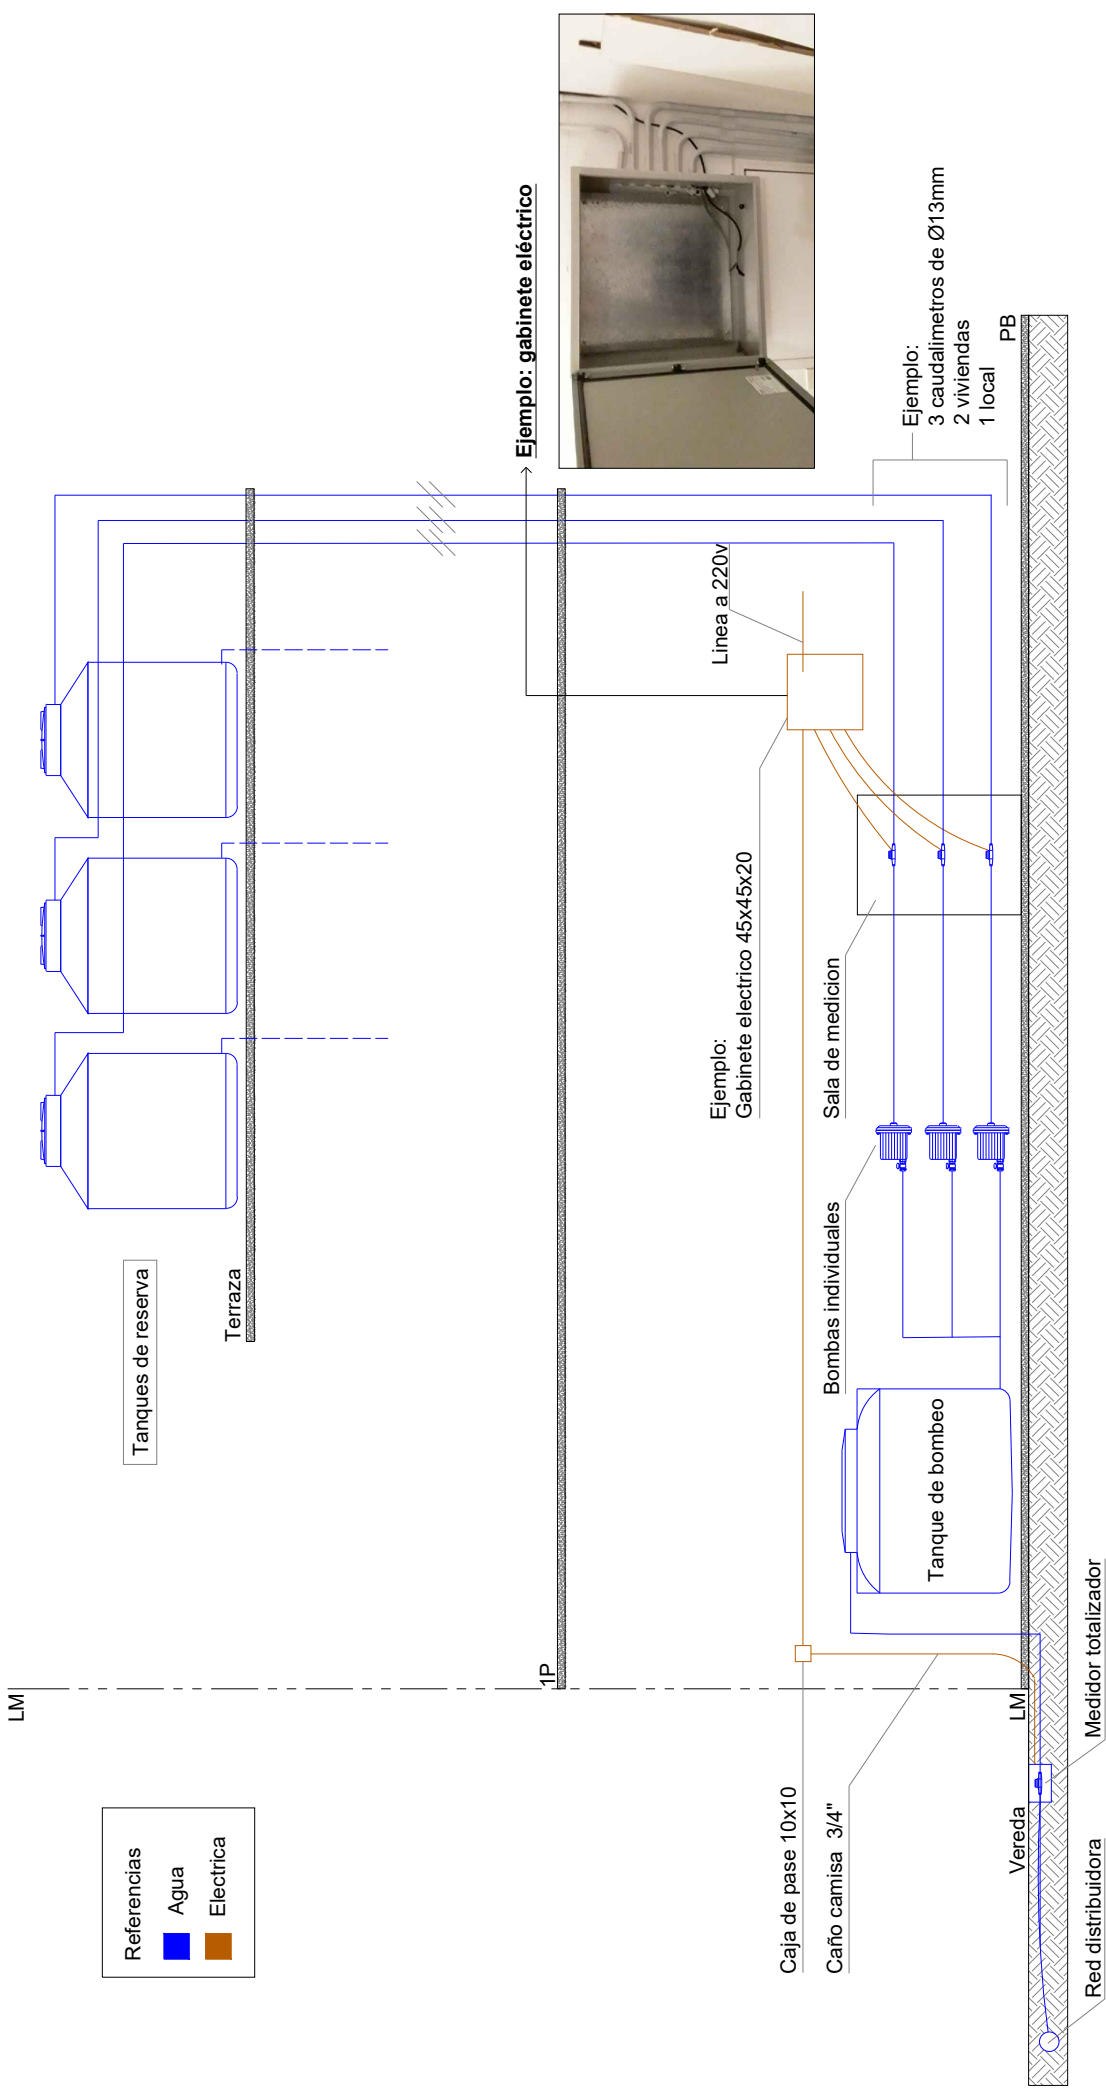 LM
Referencias
Agua
Electrica
Tanques de reserva
Terraza
1P
Ejemplo: gabinete eléctrico
Linea a 220v
Ejemplo:
Gabinete electrico 45x45x20
Caja de pase 10x10
Caño camisa 3/4"
Bombas individuales
Sala de medicion
Tanque de bombeo
Ejemplo:
3 caudalimetros de Ø13mm
2 viviendas
1 local
Vereda
LM
PB
Red distribuidora
Medidor totalizador